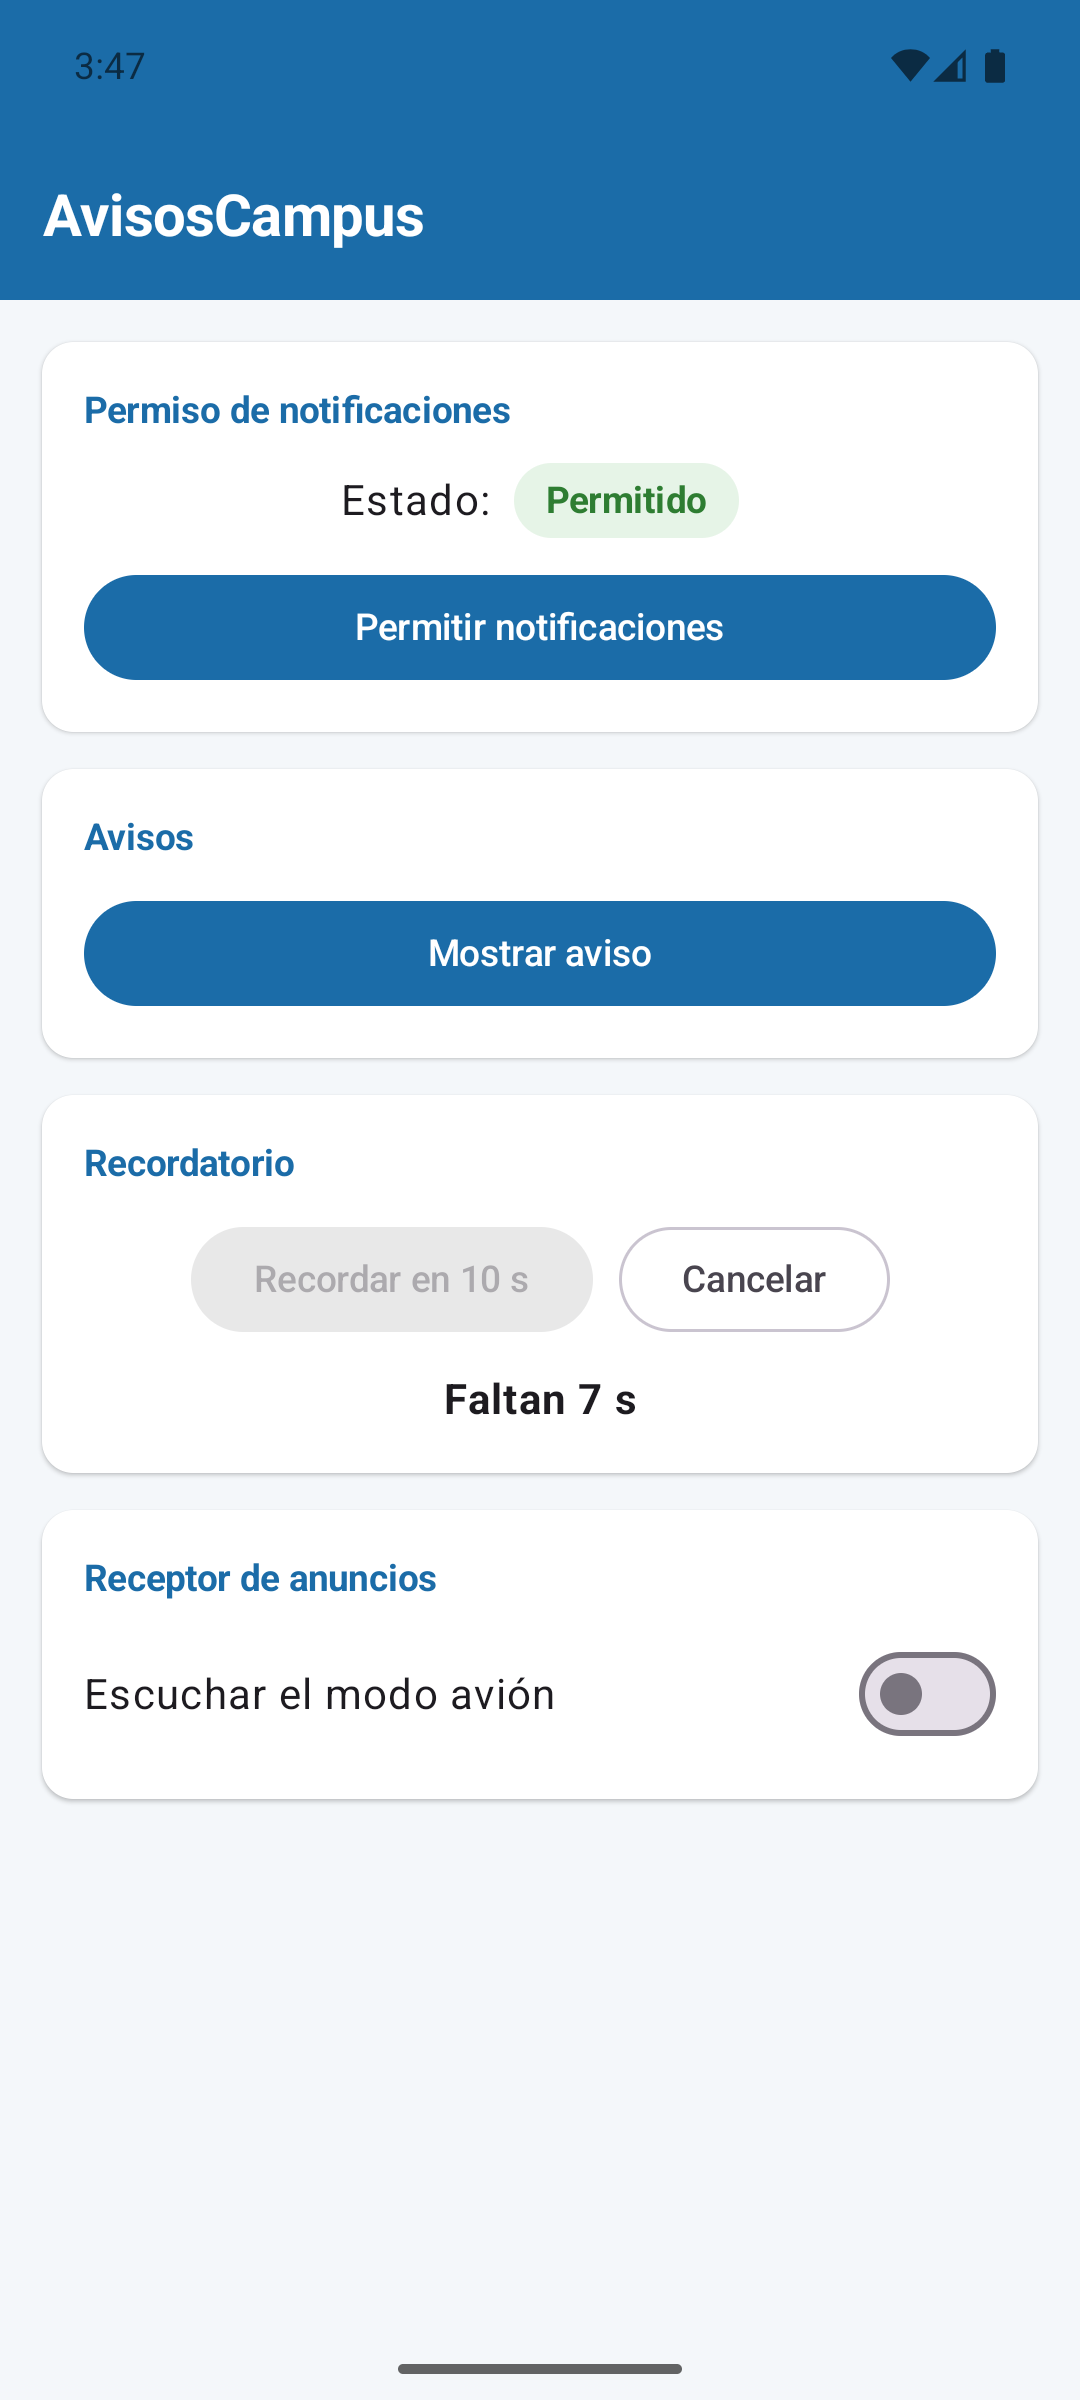 3:47
AvisosCampus
Permiso de notificaciones
Estado: Permitido
Permitir notificaciones
Avisos
Mostrar aviso
Recordatorio
Recordar en 10 s Cancelar
Faltan 7 s
Receptor de anuncios
Escuchar el modo avión